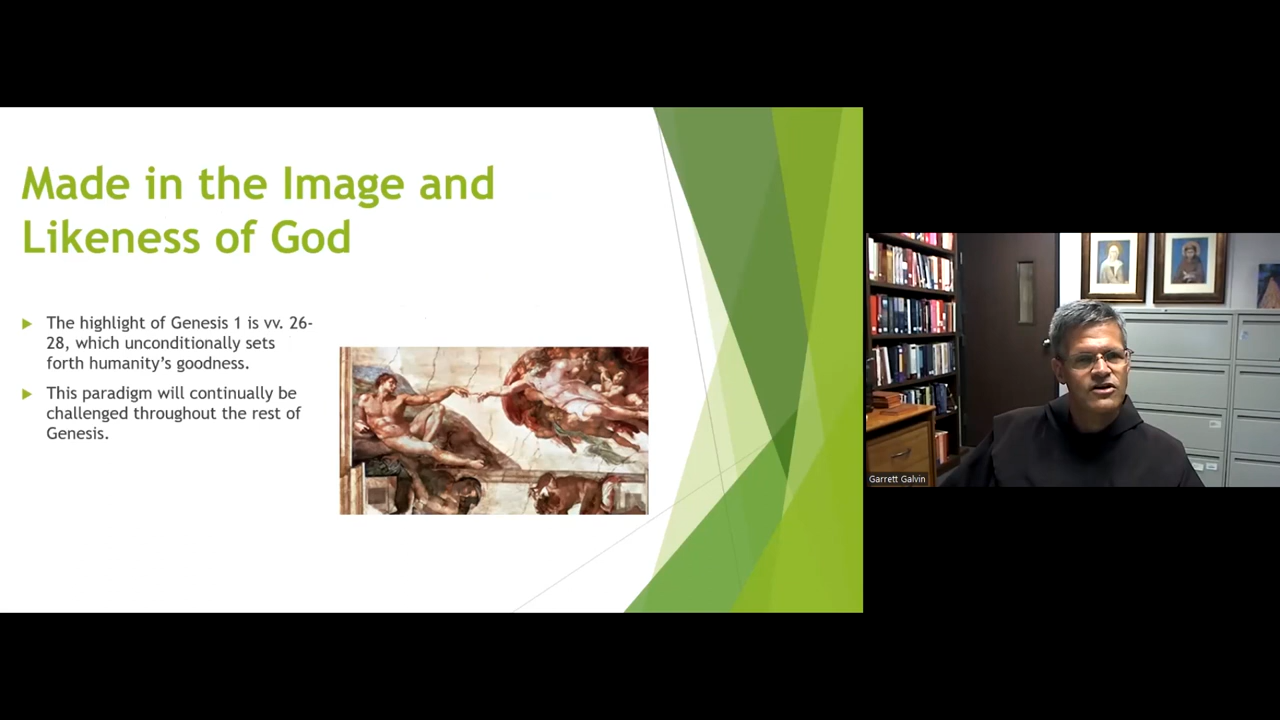 Made in the Image and
Likeness of God
The highlight of Genesis 1 is vv. 26-
28, which unconditionally sets
forth humanity’s goodness.
This paradigm will continually be
challenged throughout the rest of
Genesis.
Garrett Galvin